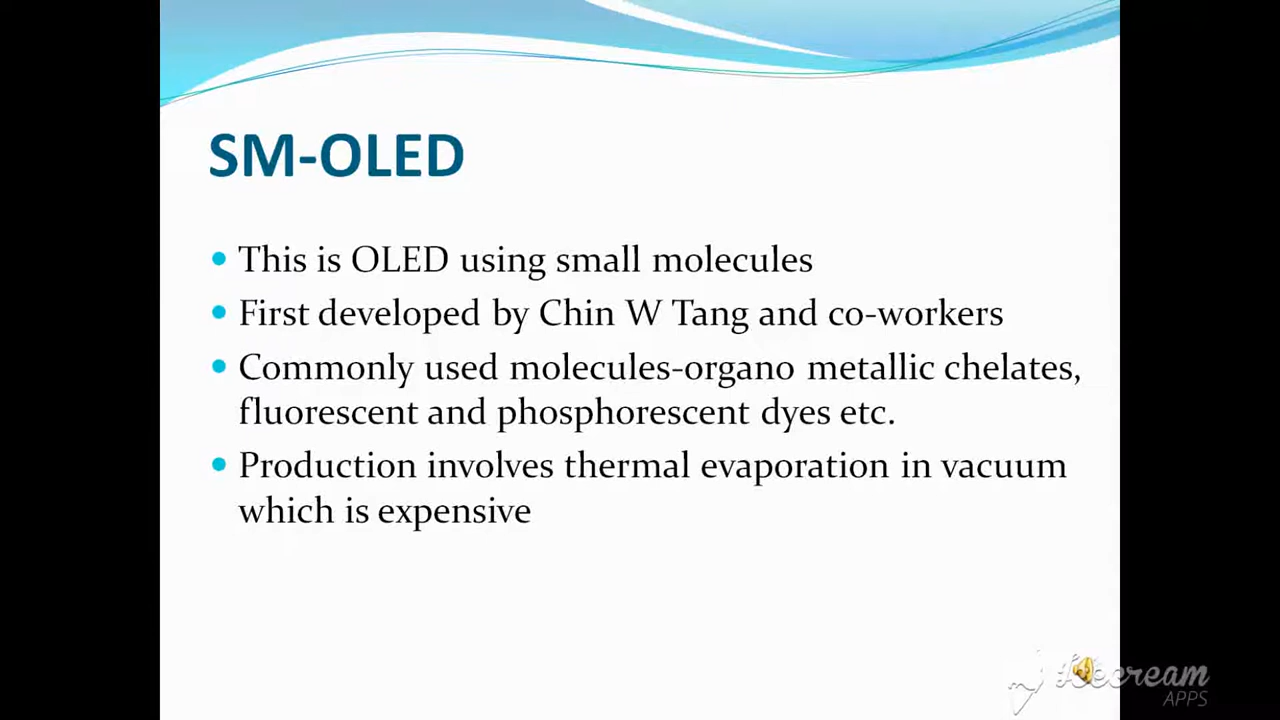 SM-OLED
• This is OLED using small molecules
• First developed by Chin W Tang and co-workers
• Commonly used molecules-organo metallic chelates,
fluorescent and phosphorescent dyes etc.
• Production involves thermal evaporation in vacuum
which is expensive
Icecream
APPS